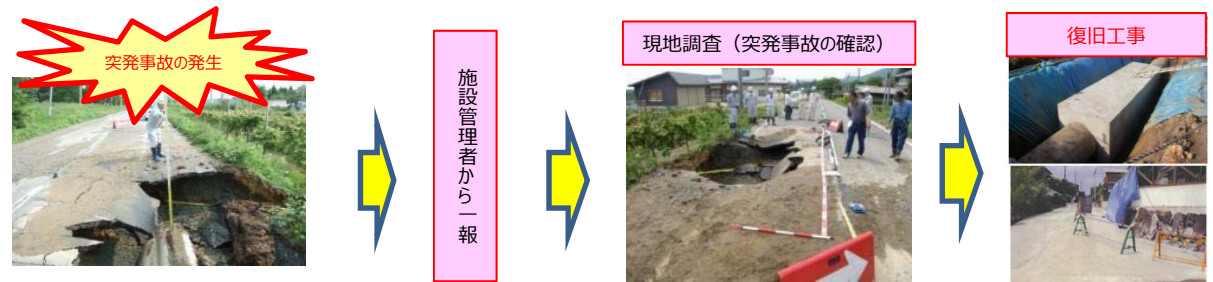 突発事故の発生
施設管理者から一報
現地調査（突発事故の確認）
復旧工事